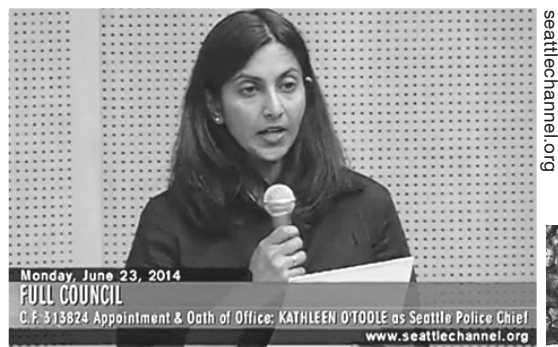 Monday, June 23, 2014
FULL COUNCIL
C.F. 313824 Appointment & Oath of Office: KATHLEEN O'TOOLE as Seattle Police Chief
www.seattlechannel.org
seattlechannel.org